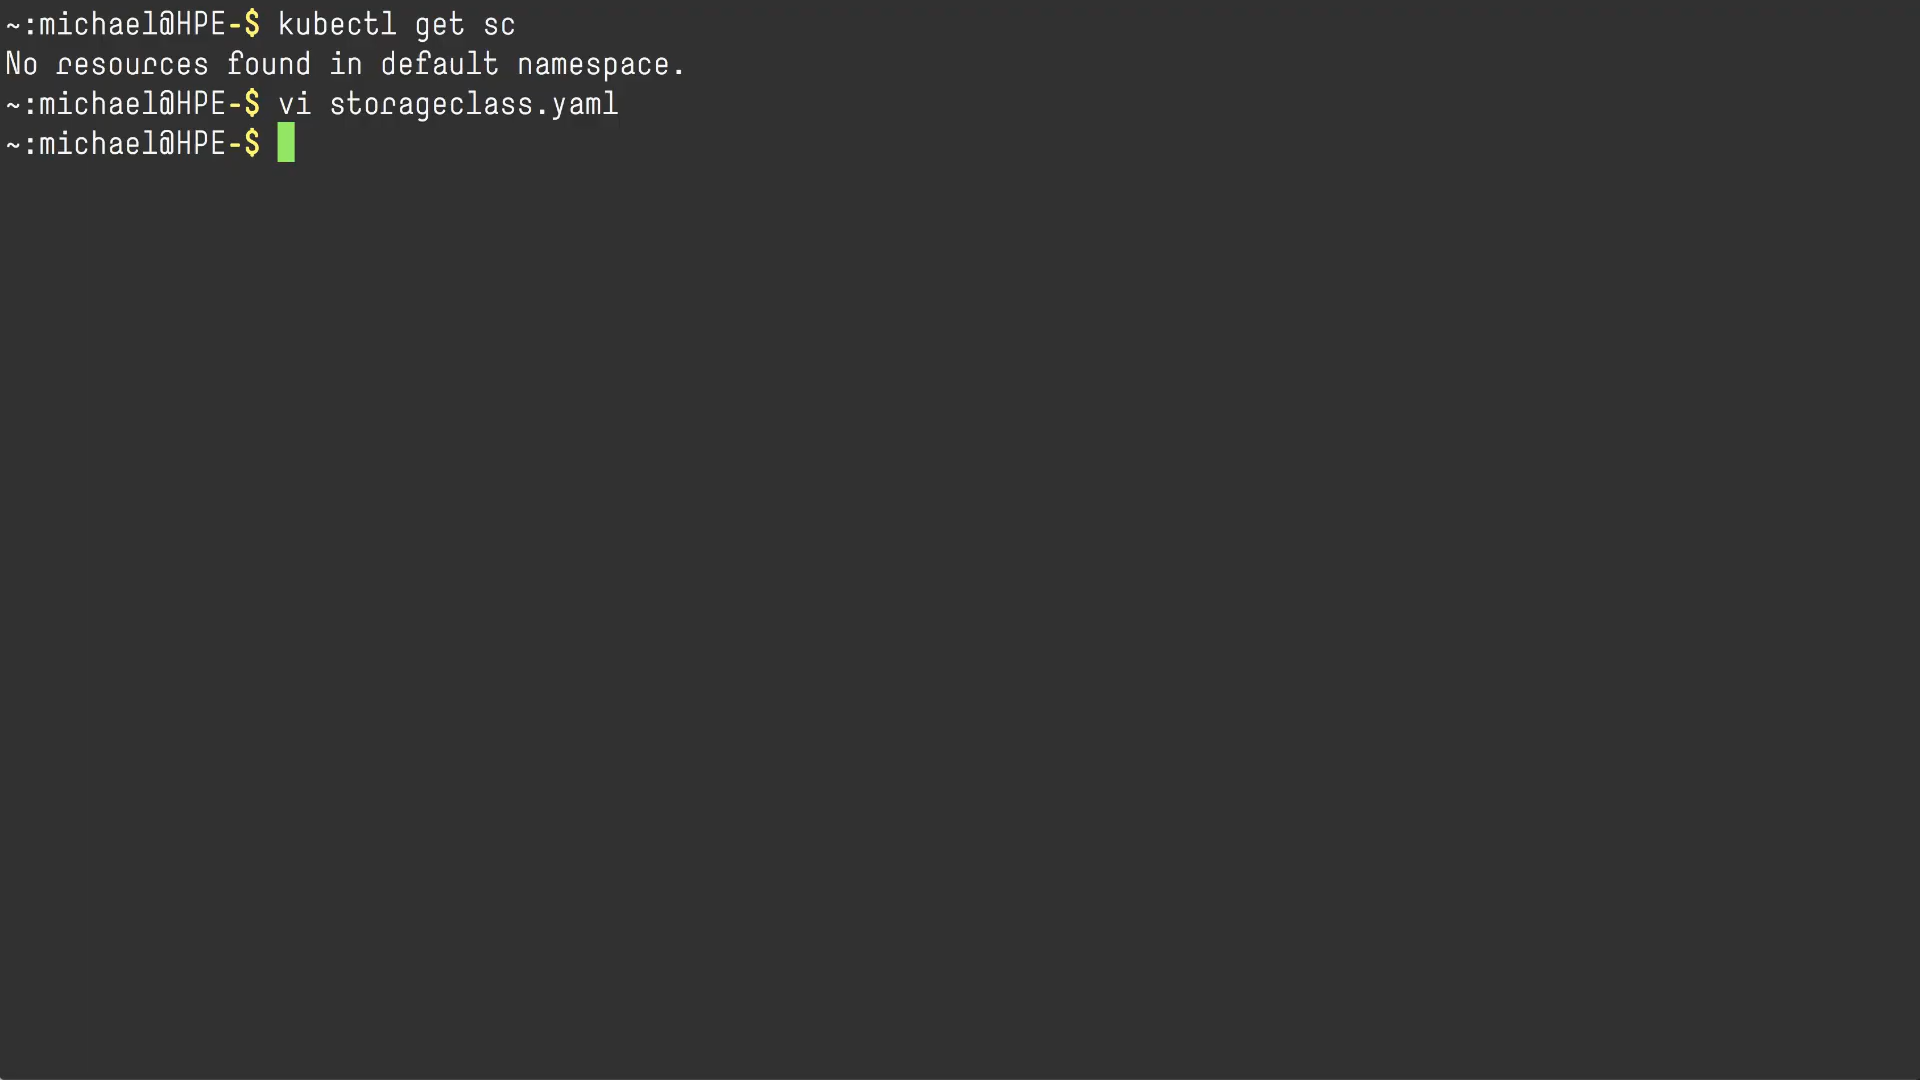 ~:michael@HPE-$ kubectl get sc
No resources found in default namespace.
~:michael@HPE-$ vi storageclass.yaml
~:michael@HPE-$